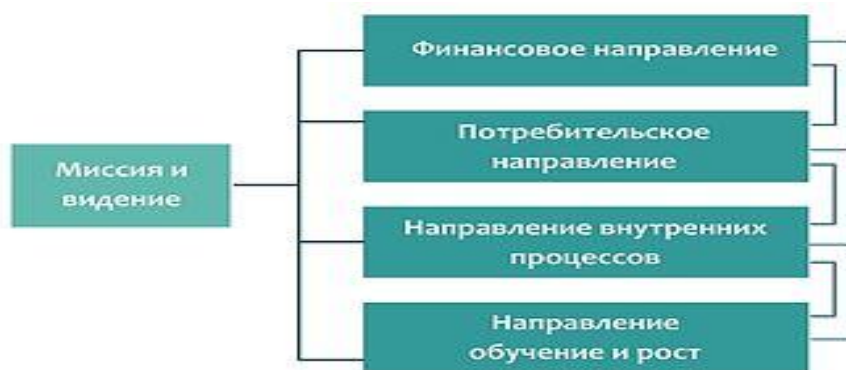 Финансовое направление
Потребительское
направление
Миссия и
видение
Направление внутренних
процессов
Направление
обучение и рост